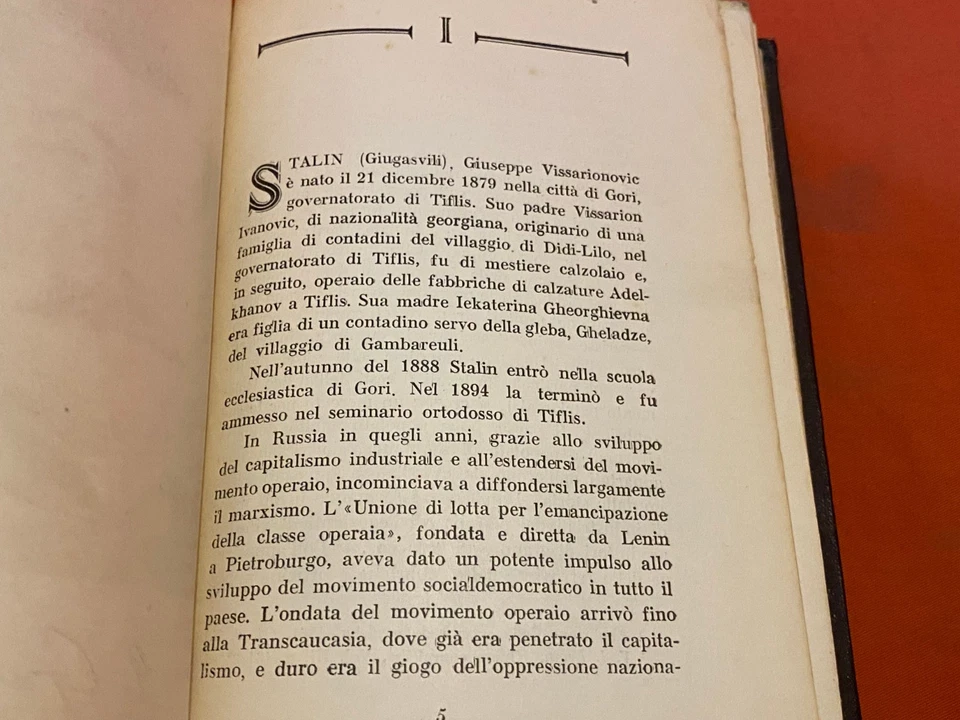 I
STALIN (Giugasvili), Giuseppe Vissarionovic
è nato il 21 dicembre 1879 nella città di Gori,
governatorato di Tiflis. Suo padre Vissarion
Ivanovic, di nazionalità georgiana, originario di una
famiglia di contadini del villaggio di Didi-Lilo, nel
governatorato di Tiflis, fu di mestiere calzolaio e,
in seguito, operaio delle fabbriche di calzature Adel-
khanov a Tiflis. Sua madre Iekaterina Gheorghievna
era figlia di un contadino servo della gleba, Gheladze,
del villaggio di Gambareuli.
Nell'autunno del 1888 Stalin entrò nella scuola
ecclesiastica di Gori. Nel 1894 la terminò e fu
ammesso nel seminario ortodosso di Tiflis.
In Russia in quegli anni, grazie allo sviluppo
del capitalismo industriale e all'estendersi del movi-
mento operaio, incominciava a diffondersi largamente
il marxismo. L'«Unione di lotta per l'emancipazione
della classe operaia», fondata e diretta da Lenin
a Pietroburgo, aveva dato un potente impulso allo
sviluppo del movimento socialdemocratico in tutto il
paese. L'ondata del movimento operaio arrivò fino
alla Transcaucasia, dove già era penetrato il capita-
lismo, e duro era il giogo dell'oppressione naziona-
5